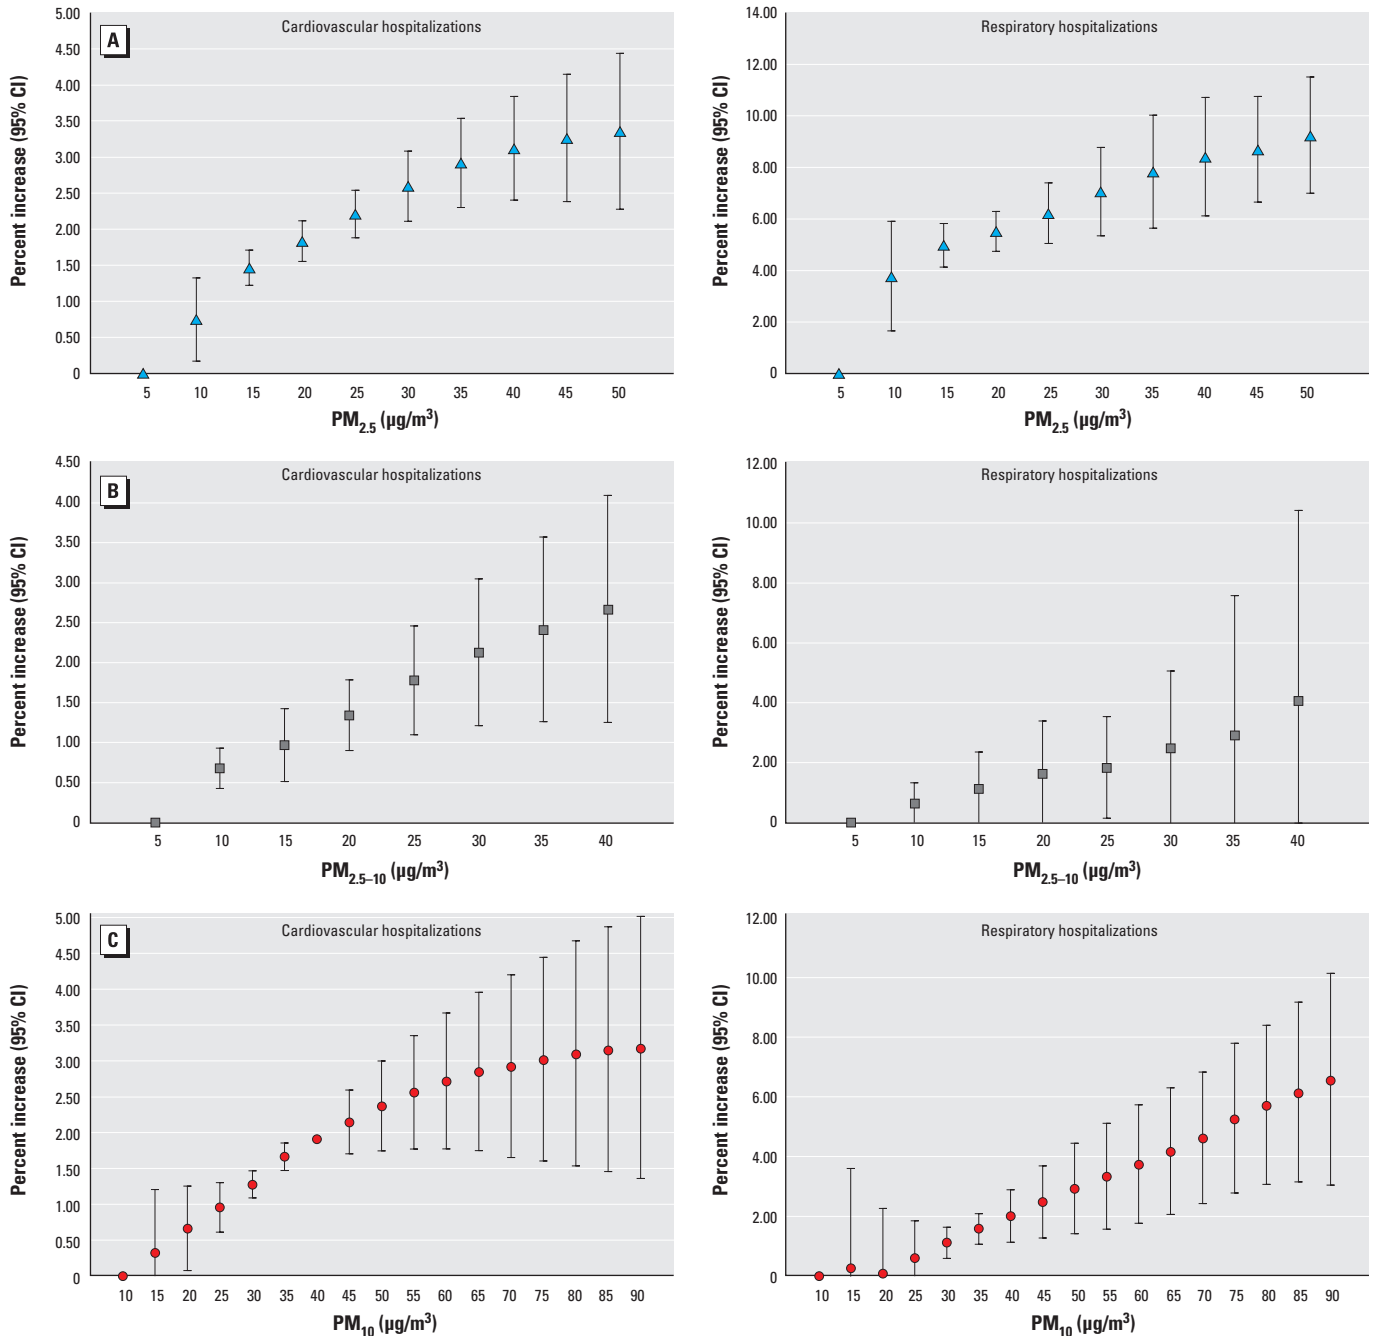 A
Cardiovascular hospitalizations
Percent increase (95% CI)
5.00
4.50
4.00
3.50
3.00
2.50
2.00
1.50
1.00
0.50
0
5 10 15 20 25 30 35 40 45 50
PM2.5 (µg/m3)
Respiratory hospitalizations
Percent increase (95% CI)
14.00
12.00
10.00
8.00
6.00
4.00
2.00
0
5 10 15 20 25 30 35 40 45 50
PM2.5 (µg/m3)
B
Cardiovascular hospitalizations
Percent increase (95% CI)
4.50
4.00
3.50
3.00
2.50
2.00
1.50
1.00
0.50
0
5 10 15 20 25 30 35 40
PM2.5–10 (µg/m3)
Respiratory hospitalizations
Percent increase (95% CI)
12.00
10.00
8.00
6.00
4.00
2.00
0
5 10 15 20 25 30 35 40
PM2.5–10 (µg/m3)
C
Cardiovascular hospitalizations
Percent increase (95% CI)
5.00
4.50
4.00
3.50
3.00
2.50
2.00
1.50
1.00
0.50
0
10 15 20 25 30 35 40 45 50 55 60 65 70 75 80 85 90
PM10 (µg/m3)
Respiratory hospitalizations
Percent increase (95% CI)
12.00
10.00
8.00
6.00
4.00
2.00
0
10 15 20 25 30 35 40 45 50 55 60 65 70 75 80 85 90
PM10 (µg/m3)